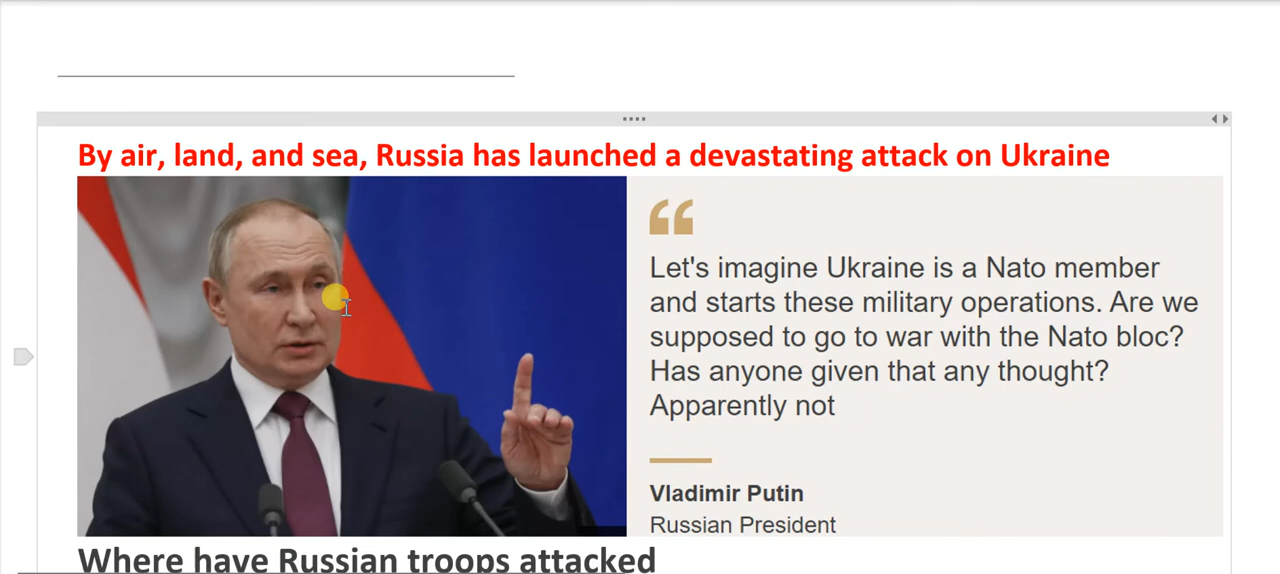 By air, land, and sea, Russia has launched a devastating attack on Ukraine
Let's imagine Ukraine is a Nato member
and starts these military operations. Are we
supposed to go to war with the Nato bloc?
Has anyone given that any thought?
Apparently not
Vladimir Putin
Russian President
Where have Russian troops attacked